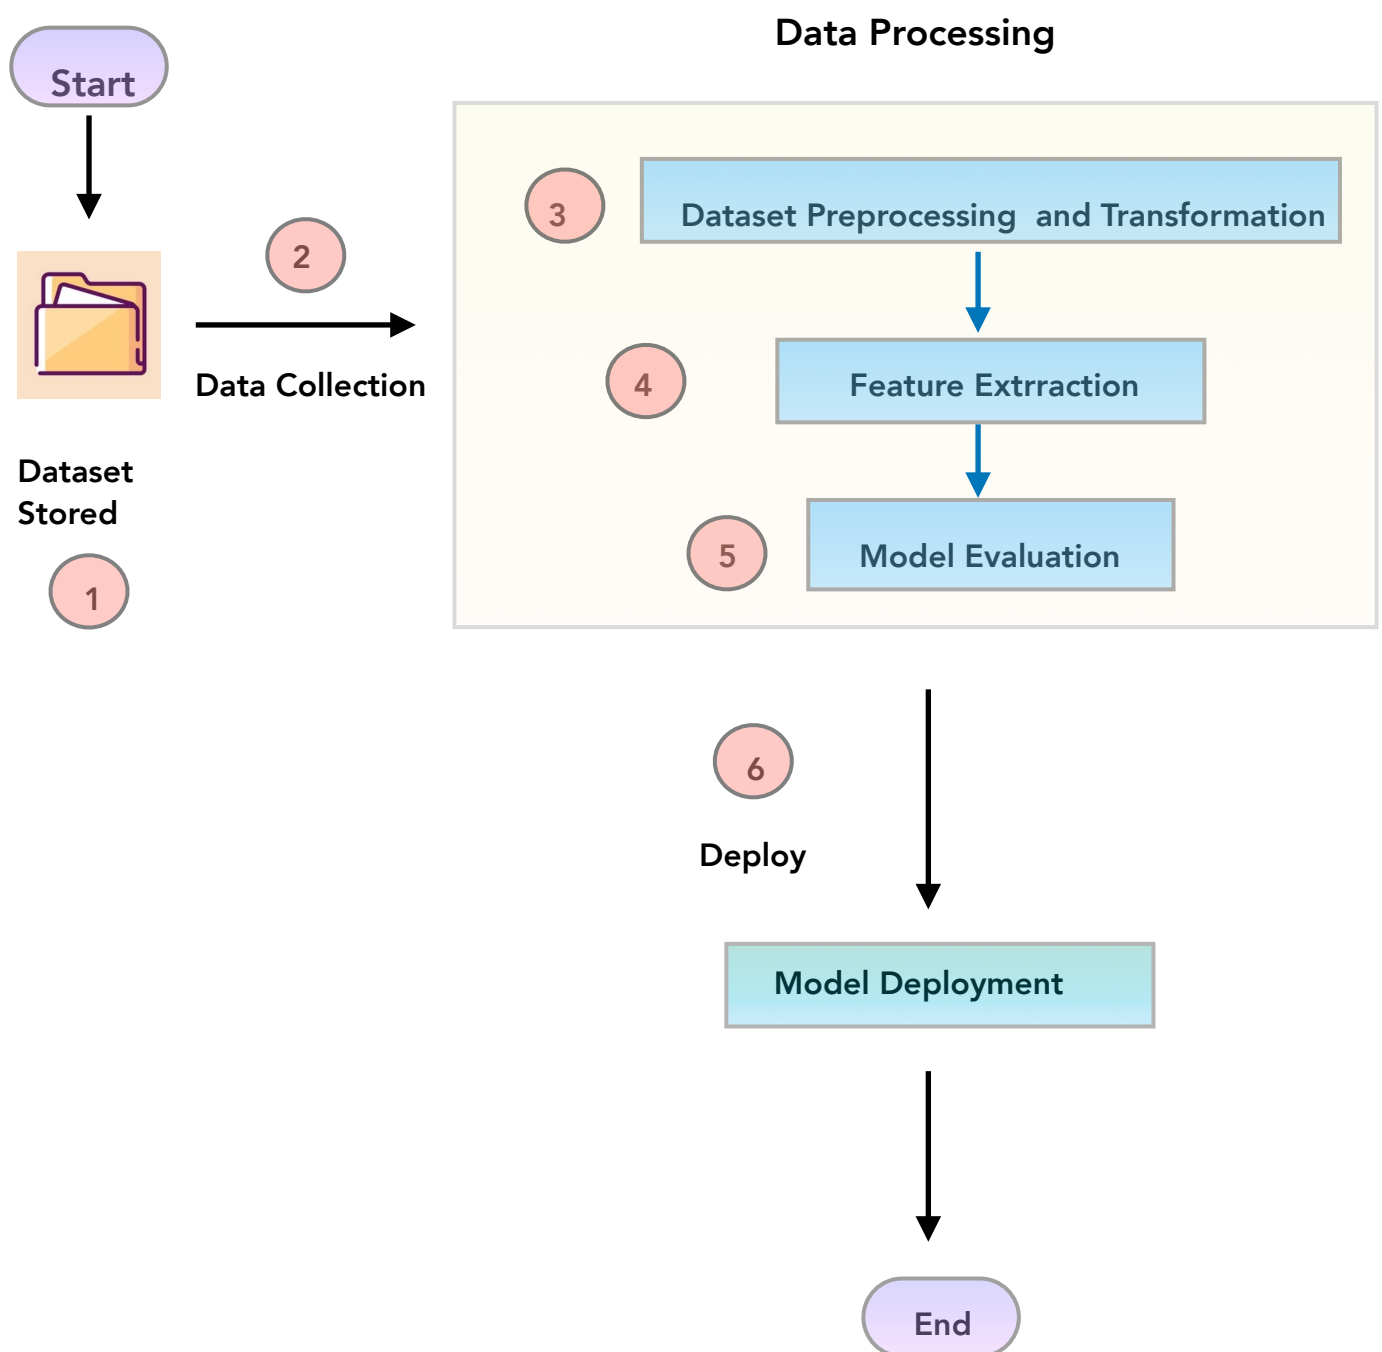 Start
Data Processing
2
Data Collection
Dataset
Stored
1
3
Dataset Preprocessing and Transformation
4
Feature Extrraction
5
Model Evaluation
6
Deploy
Model Deployment
End